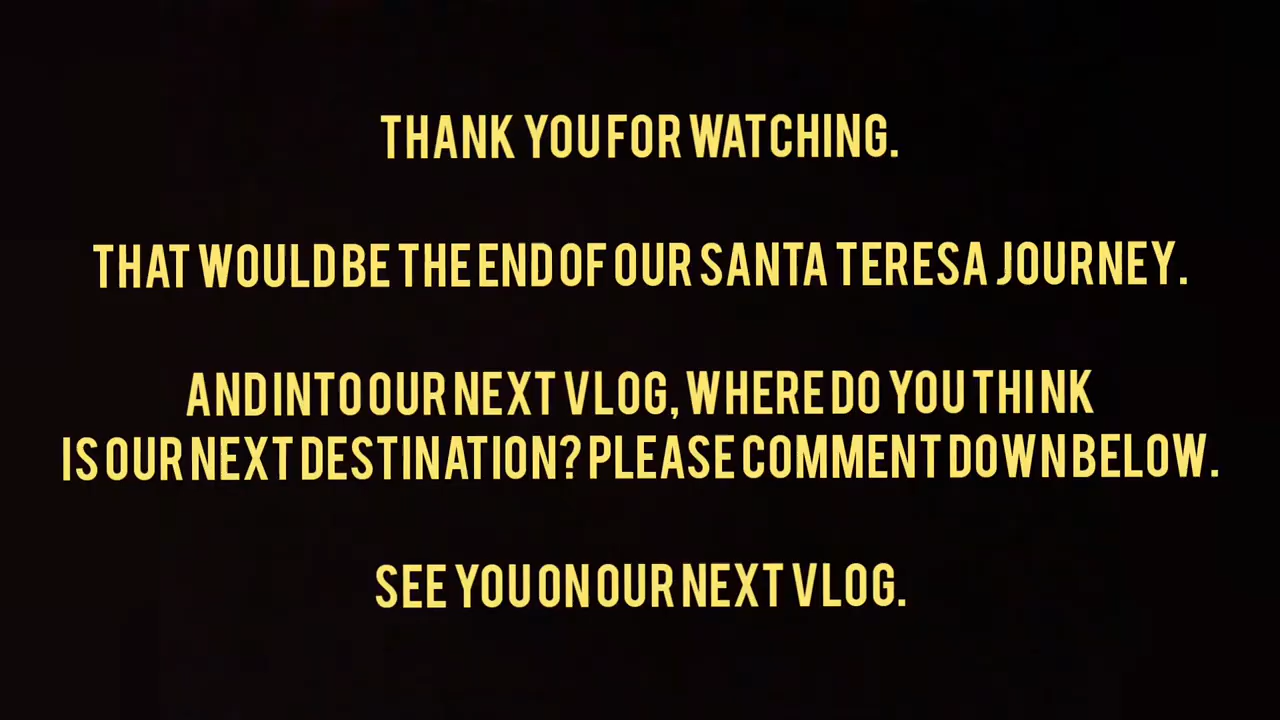 THANK YOU FOR WATCHING.
THAT WOULD BE THE END OF OUR SANTA TERESA JOURNEY.
AND INTO OUR NEXT VLOG, WHERE DO YOU THINK
IS OUR NEXT DESTINATION? PLEASE COMMENT DOWN BELOW.
SEE YOU ON OUR NEXT VLOG.